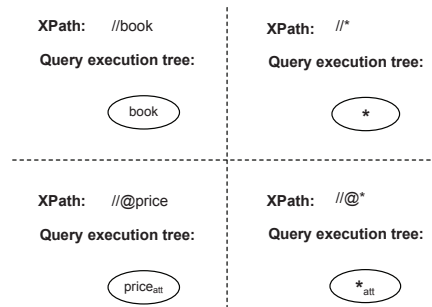 XPath: //book
Query execution tree:
book
XPath: //*
Query execution tree:
*
XPath: //@price
Query execution tree:
priceatt
XPath: //@*
Query execution tree:
*att